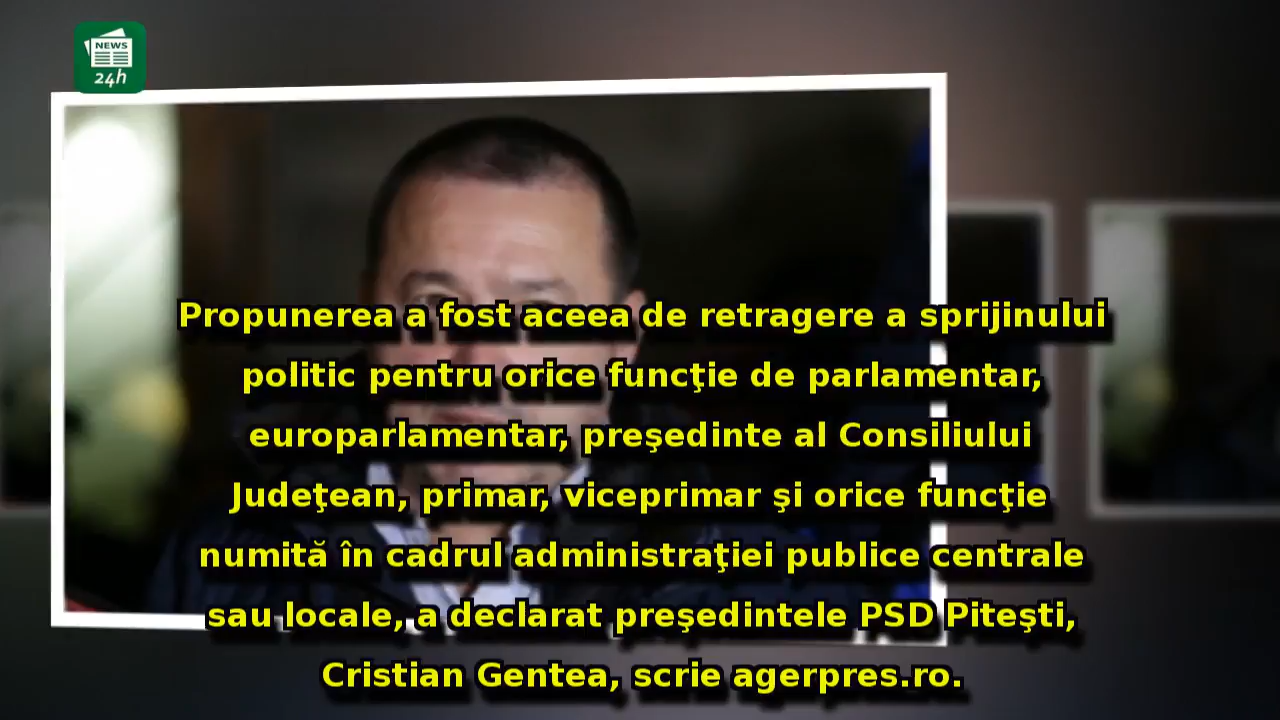 NEWS
24h
Propunerea a fost aceea de retragere a sprijinului
politic pentru orice funcţie de parlamentar,
europarlamentar, preşedinte al Consiliului
Judeţean, primar, viceprimar şi orice funcţie
numită în cadrul administraţiei publice centrale
sau locale, a declarat preşedintele PSD Piteşti,
Cristian Gentea, scrie agerpres.ro.